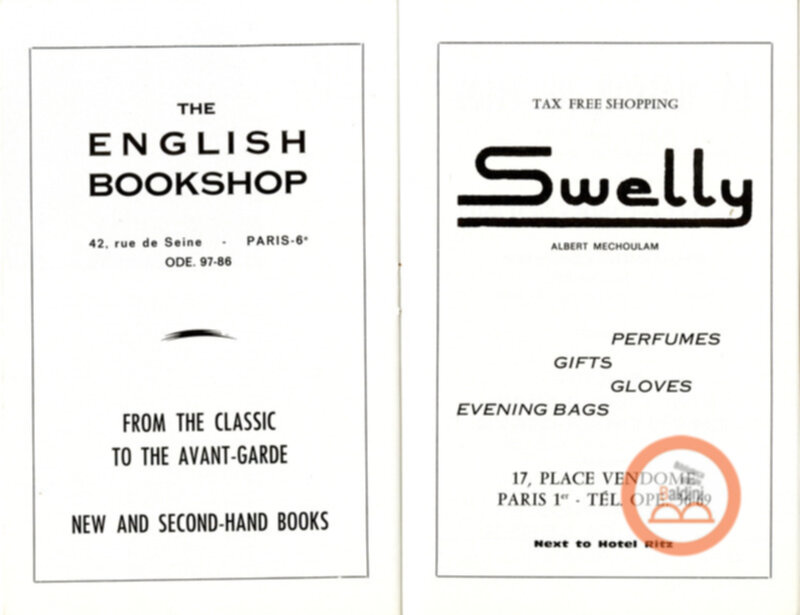 THE
ENGLISH
BOOKSHOP
42, rue de Seine - PARIS-6e
ODE. 97-86
FROM THE CLASSIC
TO THE AVANT-GARDE
NEW AND SECOND-HAND BOOKS
TAX FREE SHOPPING
Swelly
ALBERT MECHOULAM
PERFUMES
GIFTS
GLOVES
EVENING BAGS
17, PLACE VENDOME
PARIS 1er - TÉL. OPE.
Next to Hotel Ritz
Baldini